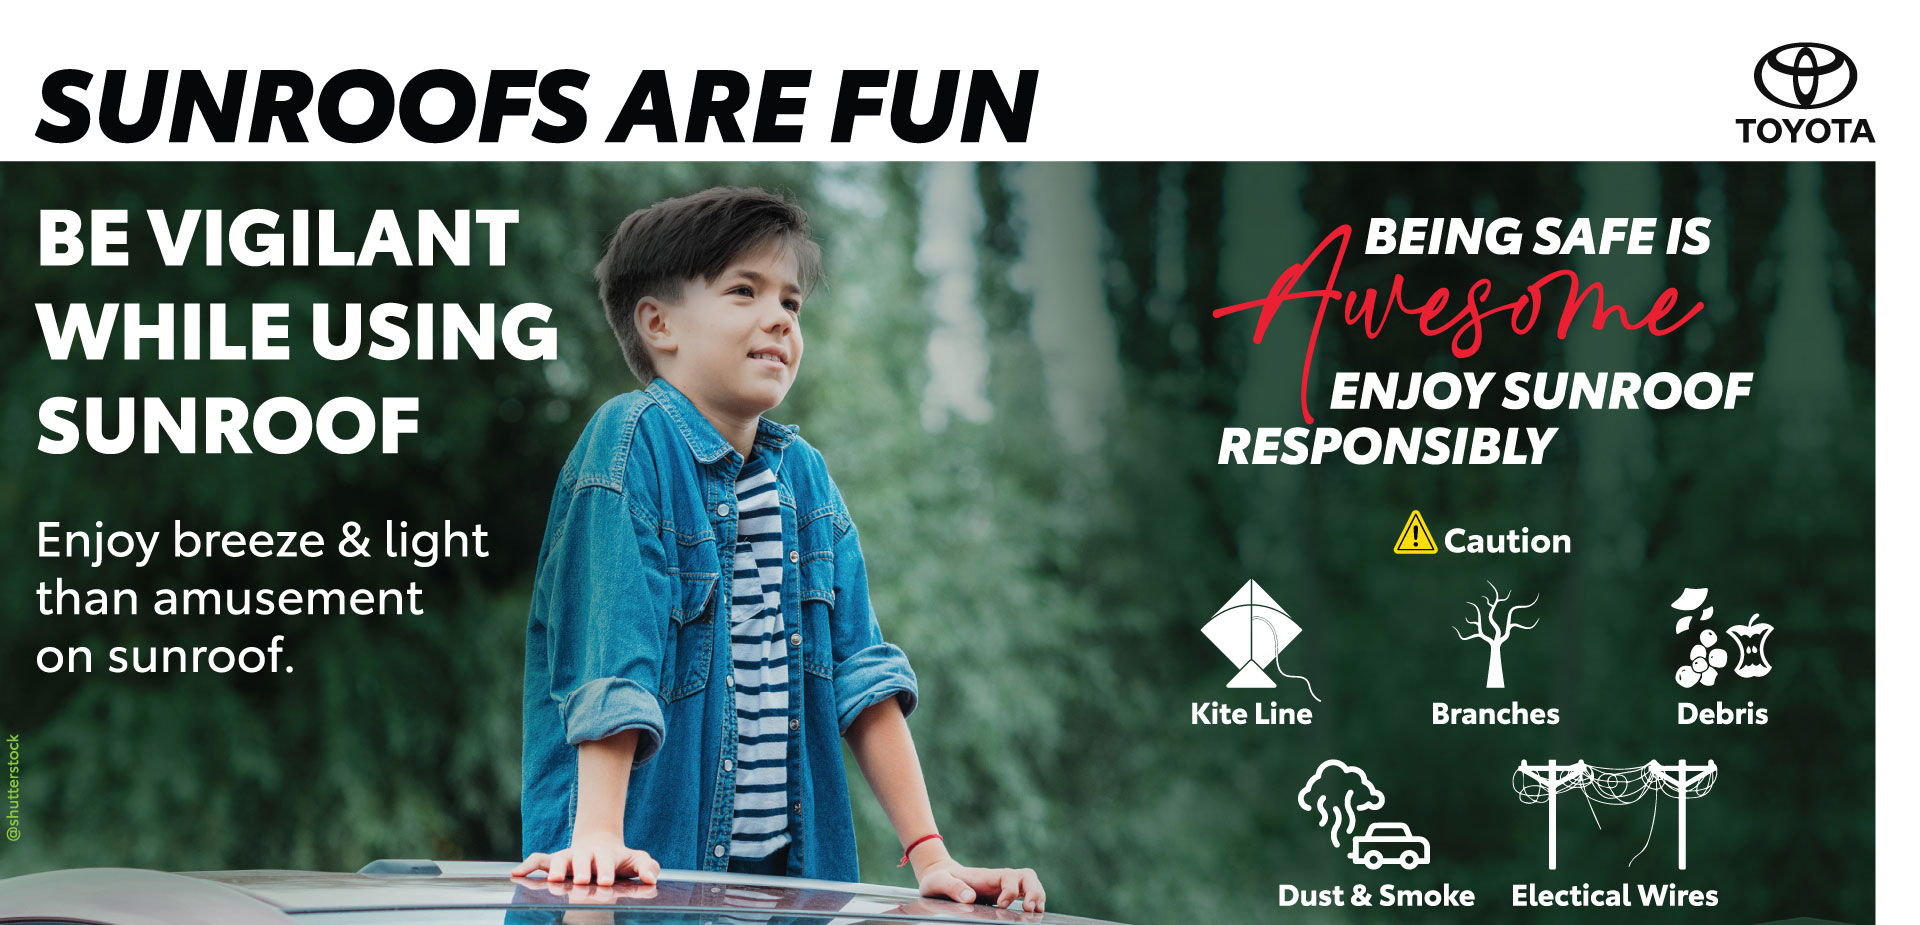 SUNROOFS ARE FUN
TOYOTA
BE VIGILANT
WHILE USING
SUNROOF
Enjoy breeze & light
than amusement
on sunroof.
@shutterstock
BEING SAFE IS
Awesome
ENJOY SUNROOF
RESPONSIBLY
Caution
Kite Line
Branches
Debris
Dust & Smoke
Electical Wires